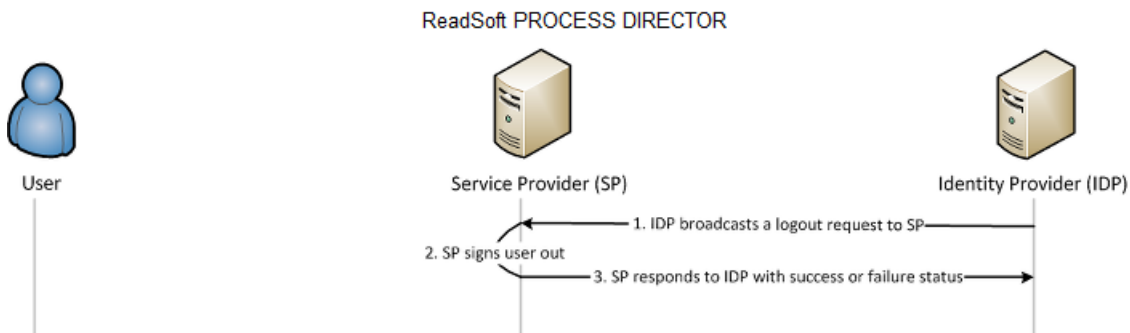 ReadSoft PROCESS DIRECTOR
User
Service Provider (SP)
Identity Provider (IDP)
1. IDP broadcasts a logout request to SP
2. SP signs user out
3. SP responds to IDP with success or failure status